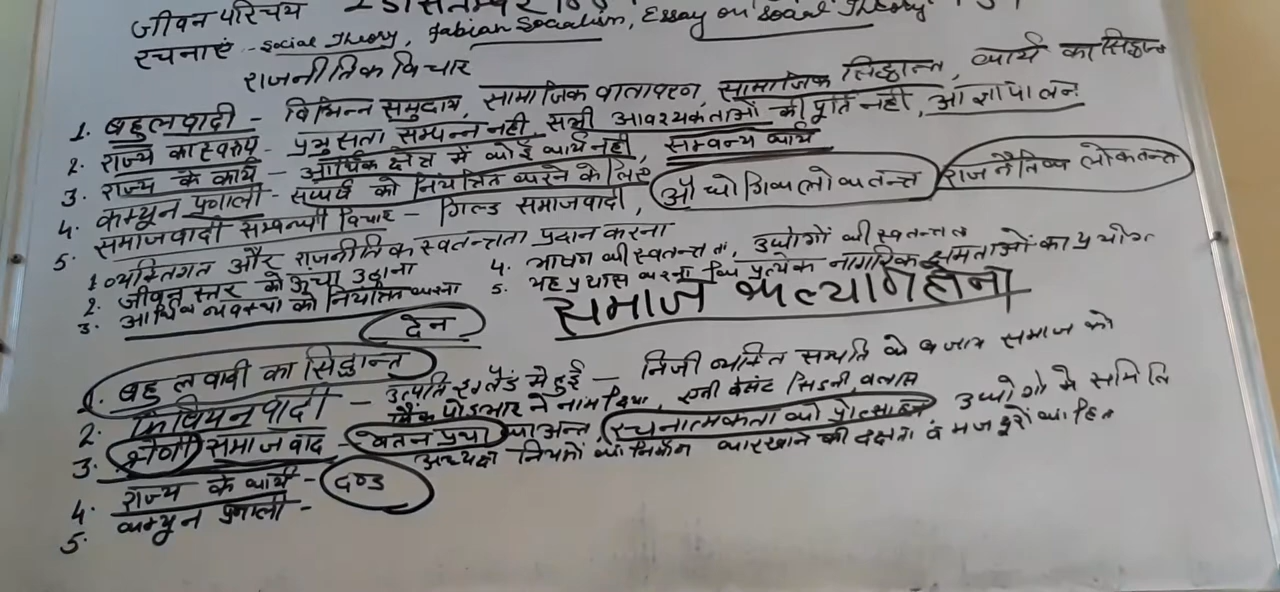 जीवन परिचय
रचनाएं - Social Theory, Fabian Socialism, Essay on Social Theory
राजनीतिक विचार
1. बहुलवादी - विभिन्न समुदाय, सामाजिक वातावरण, सामाजिक सिद्धान्त, कार्य का सिद्धान्त
2. राज्य का स्वरूप - प्रभुसता सम्पन्न नहीं, सभी आवश्यकताओं की पूर्ति नहीं, आज्ञापालन
3. राज्य के कार्य - आर्थिक क्षेत्र में कोई कार्य नहीं, समन्वय कार्य
4. कम्यून प्रणाली - सम्पर्क को नियंत्रित करने के लिए औद्योगिक लोकतन्त्र राजनैतिक लोकतन्त्र
5. समाजवादी सम्बन्धी विचार - गिल्ड समाजवादी,
1. व्यक्तिगत और राजनीतिक स्वतन्त्रता प्रदान करना
2. जीवन स्तर को ऊंचा उठाना
3. आर्थिक व्यवस्था को नियंत्रित करना
4. भाषण की स्वतन्त्रता, उद्योगों की स्वतन्त्रता
5. यह प्रयास करना कि प्रत्येक नागरिक क्षमताओं का प्रयोग
समाज कल्याण होना
देन
1. बहुलवादी का सिद्धान्त
2. फेबियनवादी - उत्पति इंग्लैंड में हुई - निजी व्यक्ति सम्पति के बजाय समाज को
ने नाम दिया, एनी बेसेंट सिडनी,
3. श्रेणी समाजवाद - वेतन प्रथा का अन्त, रचनात्मकता को प्रोत्साहन उद्योगो में समिति
अध्यक्ष नियमों का निर्माण कारखाने की दक्षता व मजदूरों का हित
4. राज्य के कार्य - दण्ड
5. कम्यून प्रणाली -